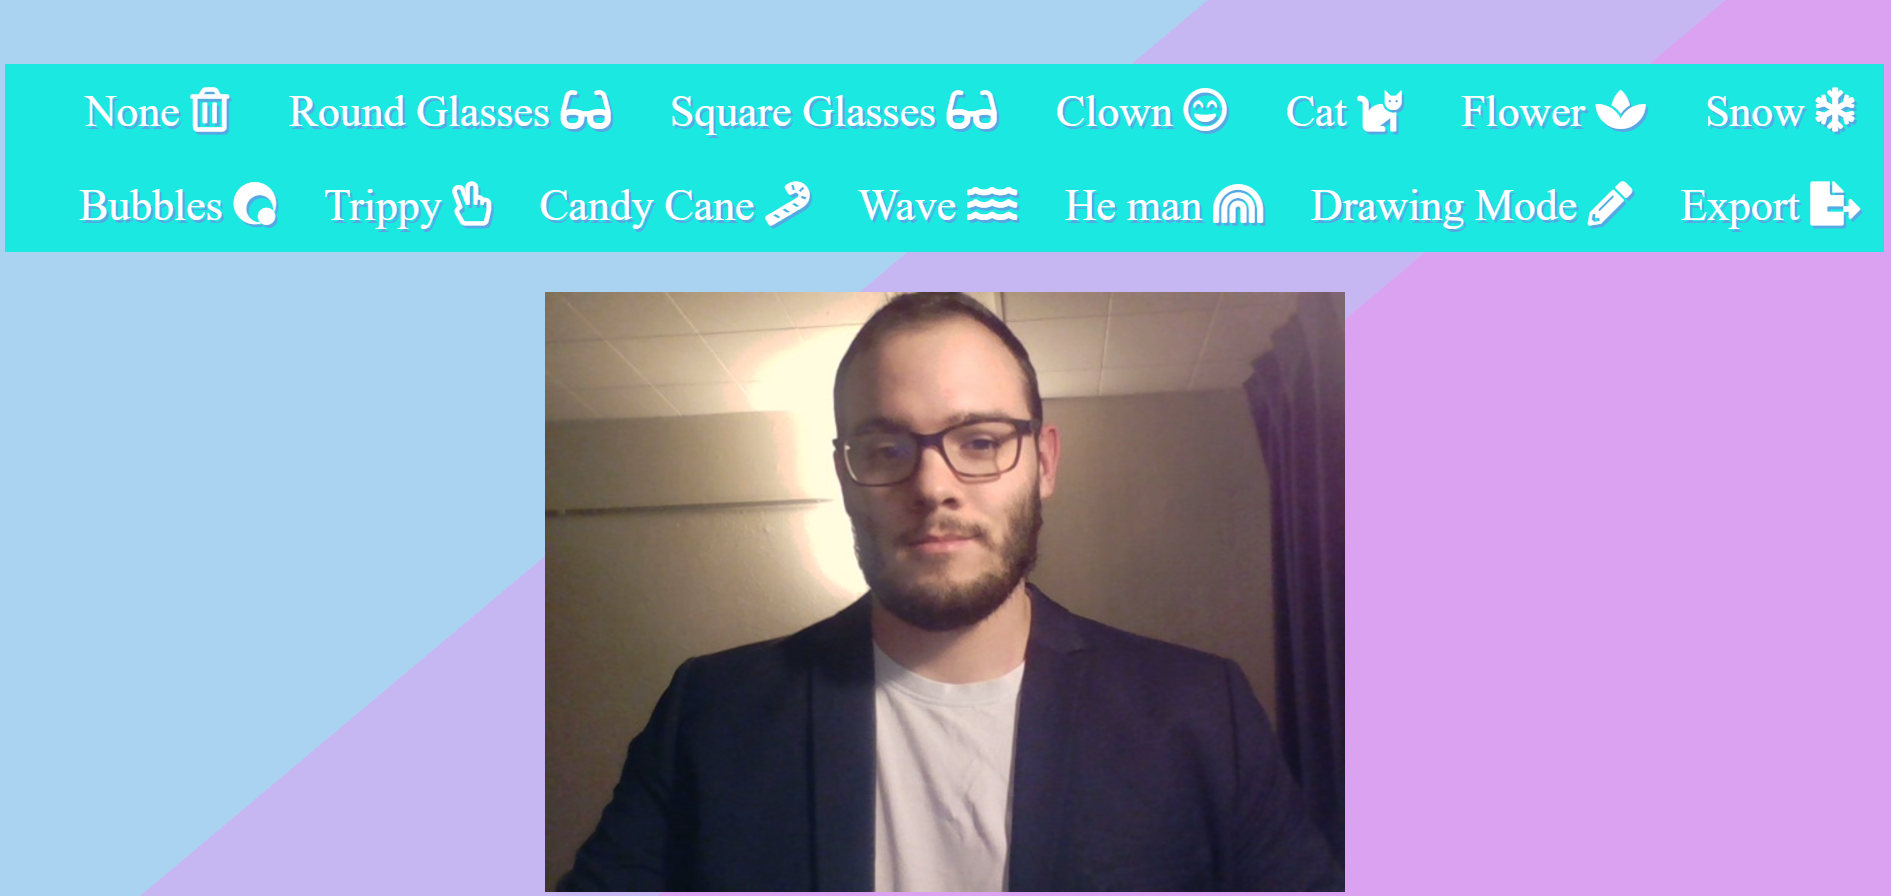 None Round Glasses Square Glasses Clown Cat Flower Snow
Bubbles Trippy Candy Cane Wave He man Drawing Mode Export